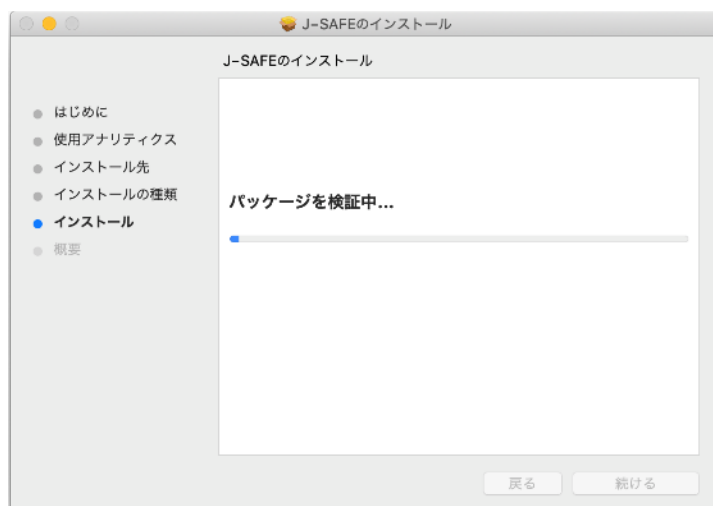 J-SAFEのインストール
J-SAFEのインストール
はじめに
使用アナリティクス
インストール先
インストールの種類
インストール
概要
パッケージを検証中...
戻る
続ける